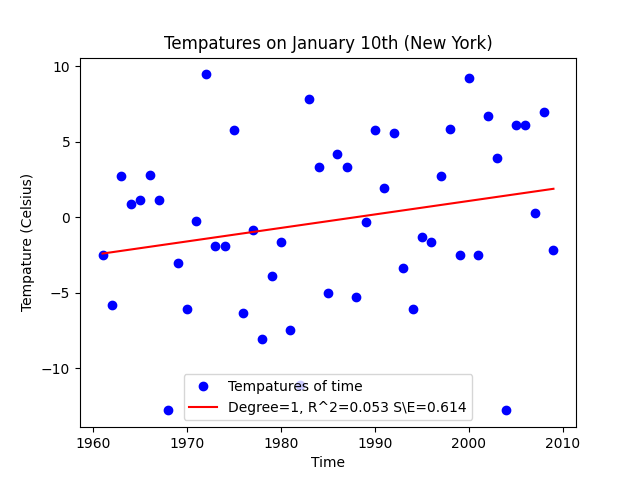 Tempatures on January 10th (New York)
10
5
0
−5
−10
Tempature (Celsius)
Tempatures of time
Degree=1, R^2=0.053 S\E=0.614
1960 1970 1980 1990 2000 2010
Time